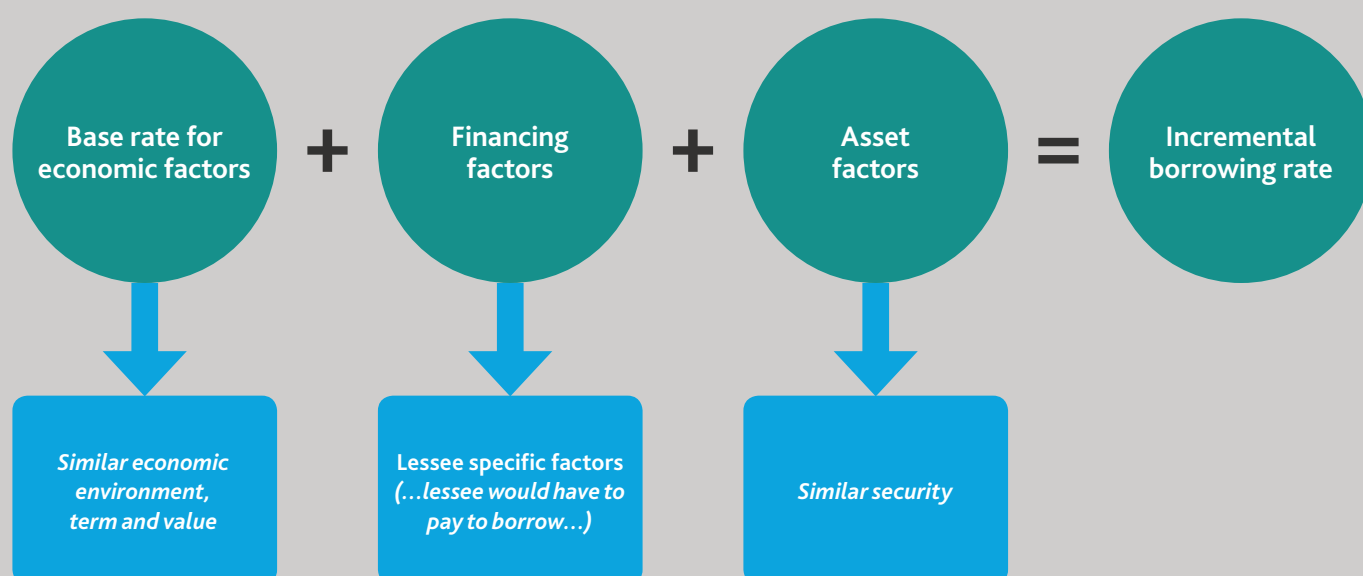 Base rate for
economic factors
+
Financing
factors
+
Asset
factors
=
Incremental
borrowing rate
Similar economic
environment,
term and value
Lessee specific factors
(...lessee would have to
pay to borrow...)
Similar security